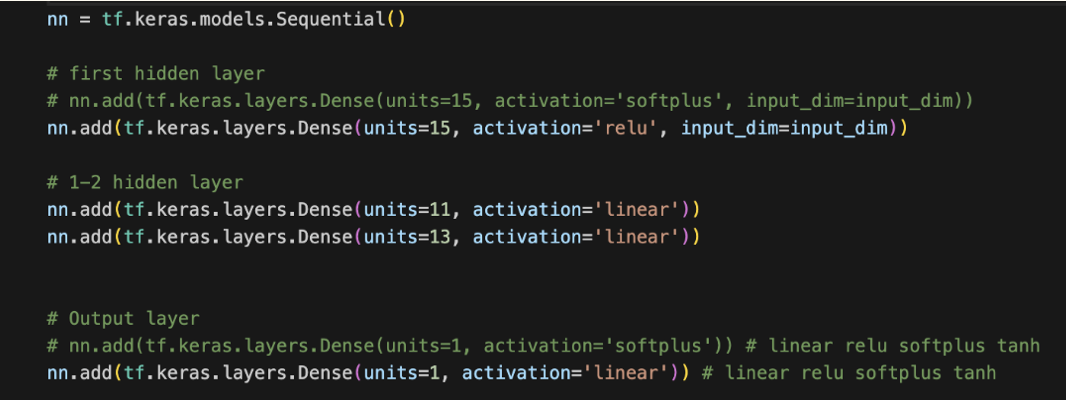 nn = tf.keras.models.Sequential()
# first hidden layer
# nn.add(tf.keras.layers.Dense(units=15, activation='softplus', input_dim=input_dim))
nn.add(tf.keras.layers.Dense(units=15, activation='relu', input_dim=input_dim))
# 1-2 hidden layer
nn.add(tf.keras.layers.Dense(units=11, activation='linear'))
nn.add(tf.keras.layers.Dense(units=13, activation='linear'))
# Output layer
# nn.add(tf.keras.layers.Dense(units=1, activation='softplus')) # linear relu softplus tanh
nn.add(tf.keras.layers.Dense(units=1, activation='linear')) # linear relu softplus tanh